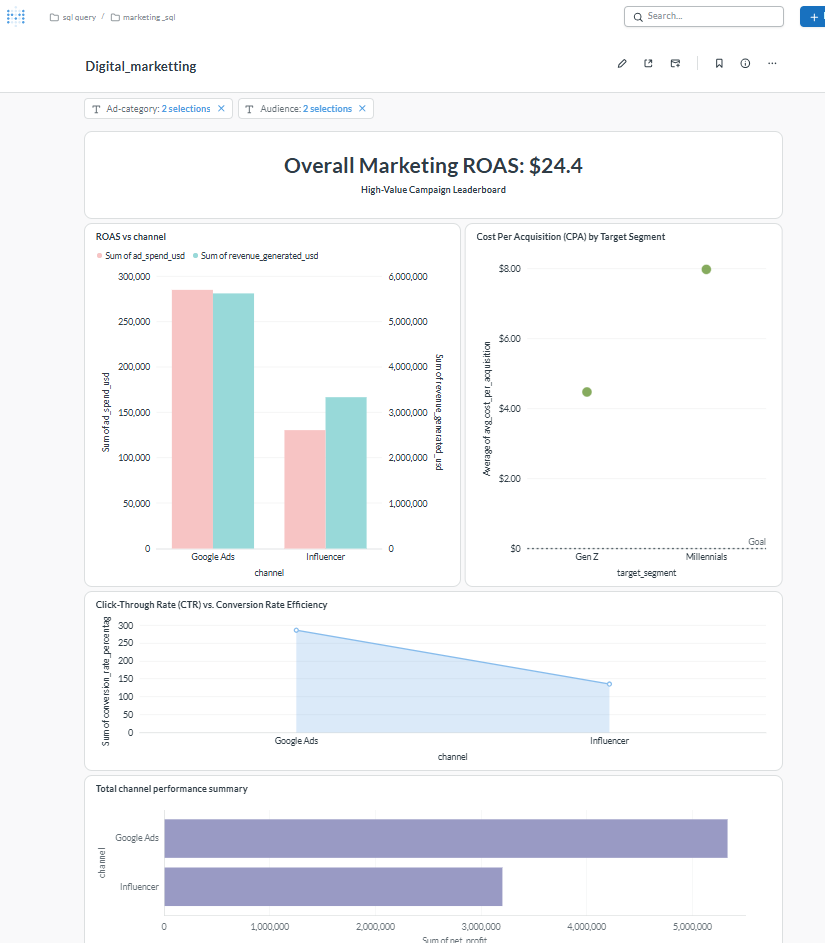 sql query / marketing_sql
Search...
Digital_marketting
Ad-category: 2 selections
Audience: 2 selections
Overall Marketing ROAS: $24.4
High-Value Campaign Leaderboard
ROAS vs channel
Sum of ad_spend_usd Sum of revenue_generated_usd
300,000
250,000
200,000
150,000
100,000
50,000
0
Sum of ad_spend_usd
6,000,000
5,000,000
4,000,000
3,000,000
2,000,000
1,000,000
0
Sum of revenue_generated_usd
Google Ads Influencer
channel
Cost Per Acquisition (CPA) by Target Segment
$8.00
$6.00
$4.00
$2.00
$0
Average of avg_cost_per_acquisition
Goal
Gen Z Millennials
target_segment
Click-Through Rate (CTR) vs. Conversion Rate Efficiency
300
250
200
150
100
50
0
Sum of conversion_rate_percentag
Google Ads Influencer
channel
Total channel performance summary
channel
Google Ads
Influencer
0 1,000,000 2,000,000 3,000,000 4,000,000 5,000,000
Sum of net_profit